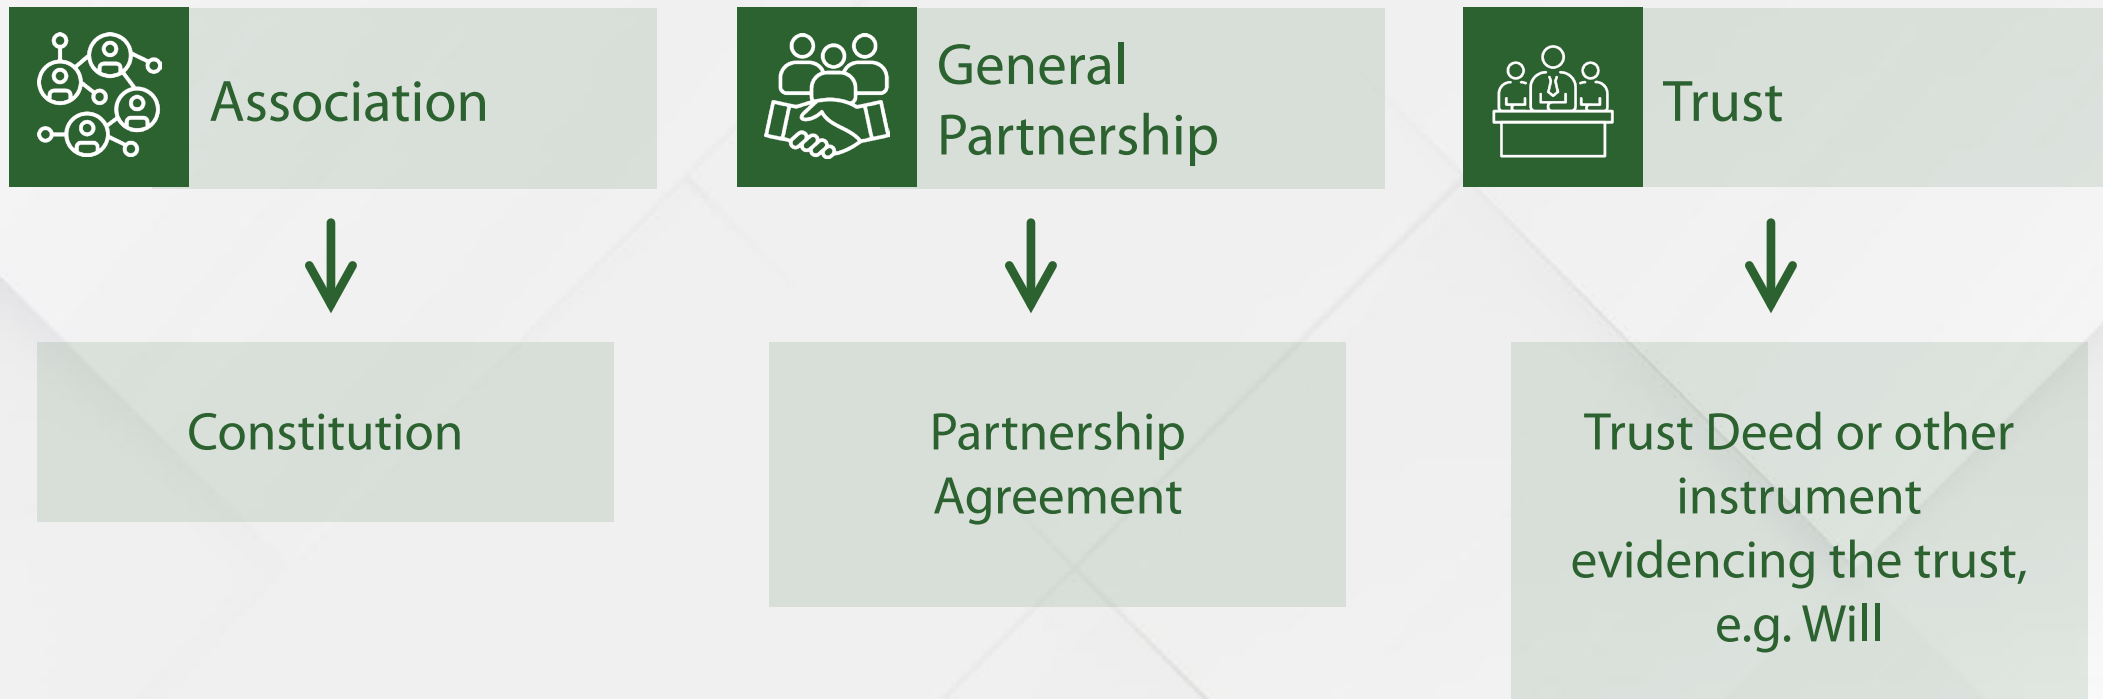 Association
General
Partnership
Trust
Constitution
Partnership
Agreement
Trust Deed or other
instrument
evidencing the trust,
e.g. Will